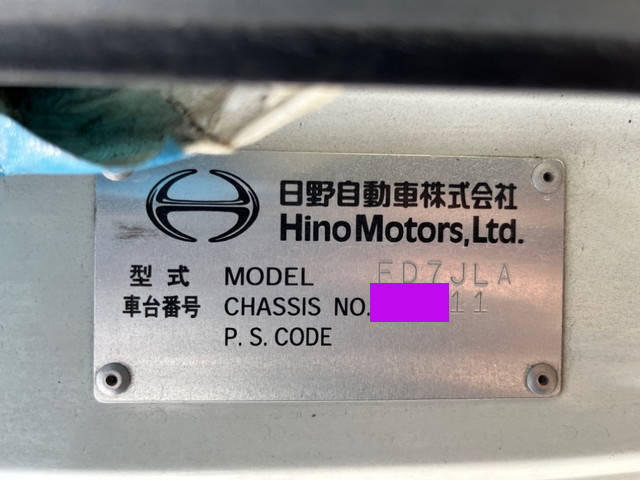 日野自動車株式会社
Hino Motors, Ltd.
型式 MODEL FD7JLA
車台番号 CHASSIS NO. 11
P. S. CODE